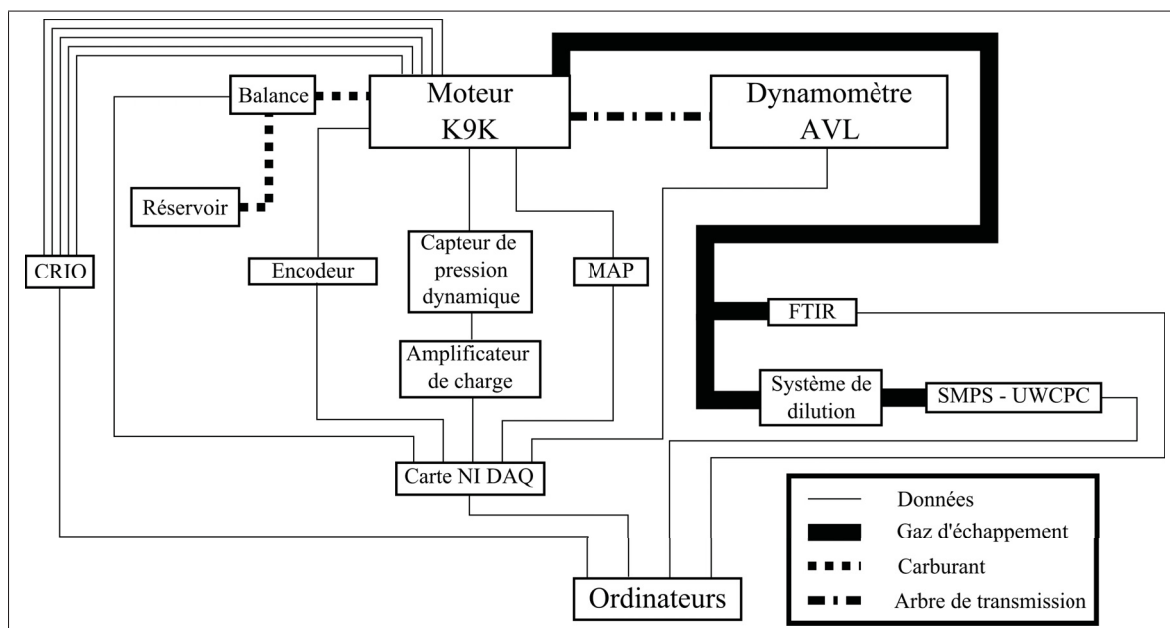 Balance
Moteur
K9K
Dynamomètre
AVL
Réservoir
CRIO
Encodeur
Capteur de
pression
dynamique
MAP
FTIR
Amplificateur
de charge
Système de
dilution
SMPS - UWCPC
Carte NI DAQ
Ordinateurs
Données
Gaz d'échappement
Carburant
Arbre de transmission